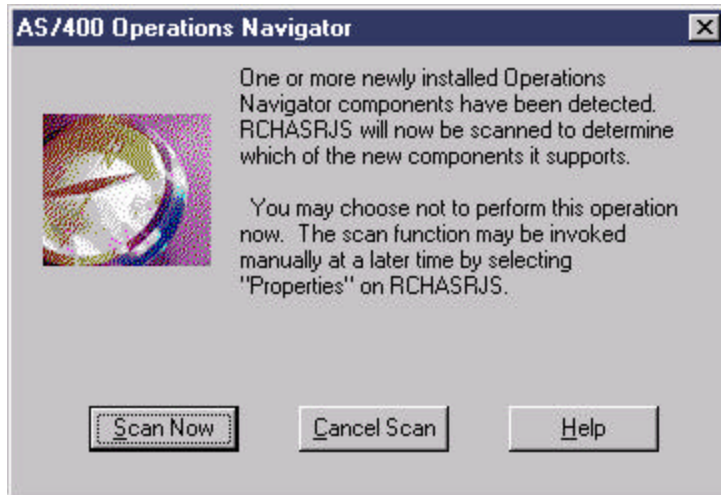 AS/400 Operations Navigator
One or more newly installed Operations
Navigator components have been detected.
RCHASRJS will now be scanned to determine
which of the new components it supports.
You may choose not to perform this operation
now. The scan function may be invoked
manually at a later time by selecting
"Properties" on RCHASRJS.
Scan Now
Cancel Scan
Help